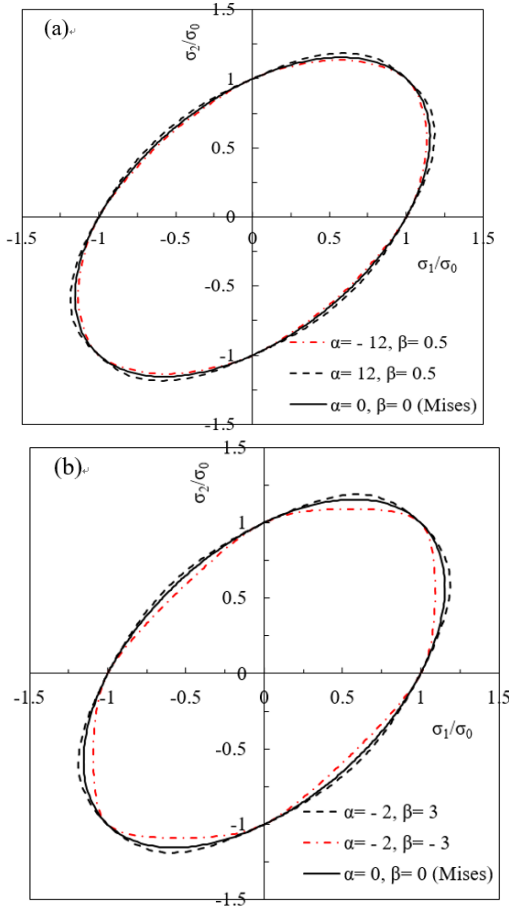 (a)
σ2/σ0
1.5
1
0.5
0
-1.5 -1 -0.5 0 0.5 1 1.5
σ1/σ0
-0.5
-1
-1.5
α= - 12, β= 0.5
α= 12, β= 0.5
α= 0, β= 0 (Mises)
(b)
σ2/σ0
1.5
1
0.5
0
-1.5 -1 -0.5 0 0.5 1 1.5
σ1/σ0
-0.5
-1
-1.5
α= - 2, β= 3
α= - 2, β= - 3
α= 0, β= 0 (Mises)